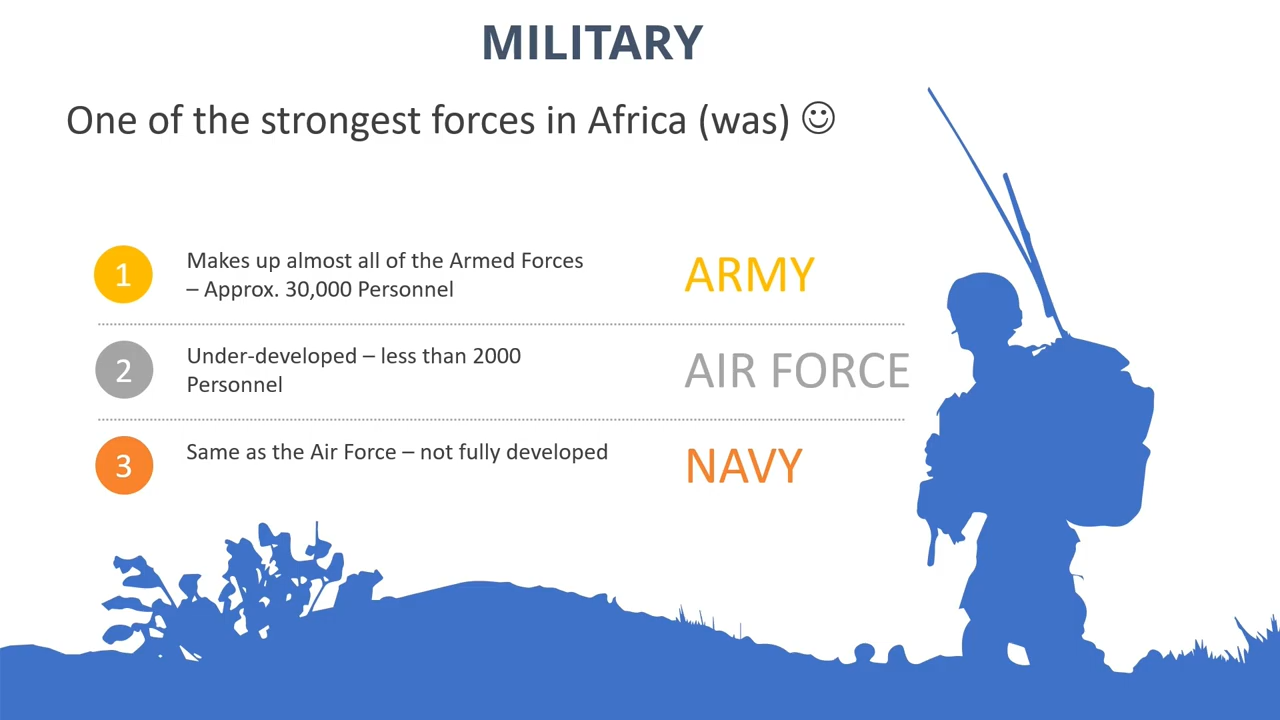 MILITARY
One of the strongest forces in Africa (was) ☺
1
Makes up almost all of the Armed Forces
– Approx. 30,000 Personnel
ARMY
2
Under-developed – less than 2000
Personnel
AIR FORCE
3
Same as the Air Force – not fully developed
NAVY